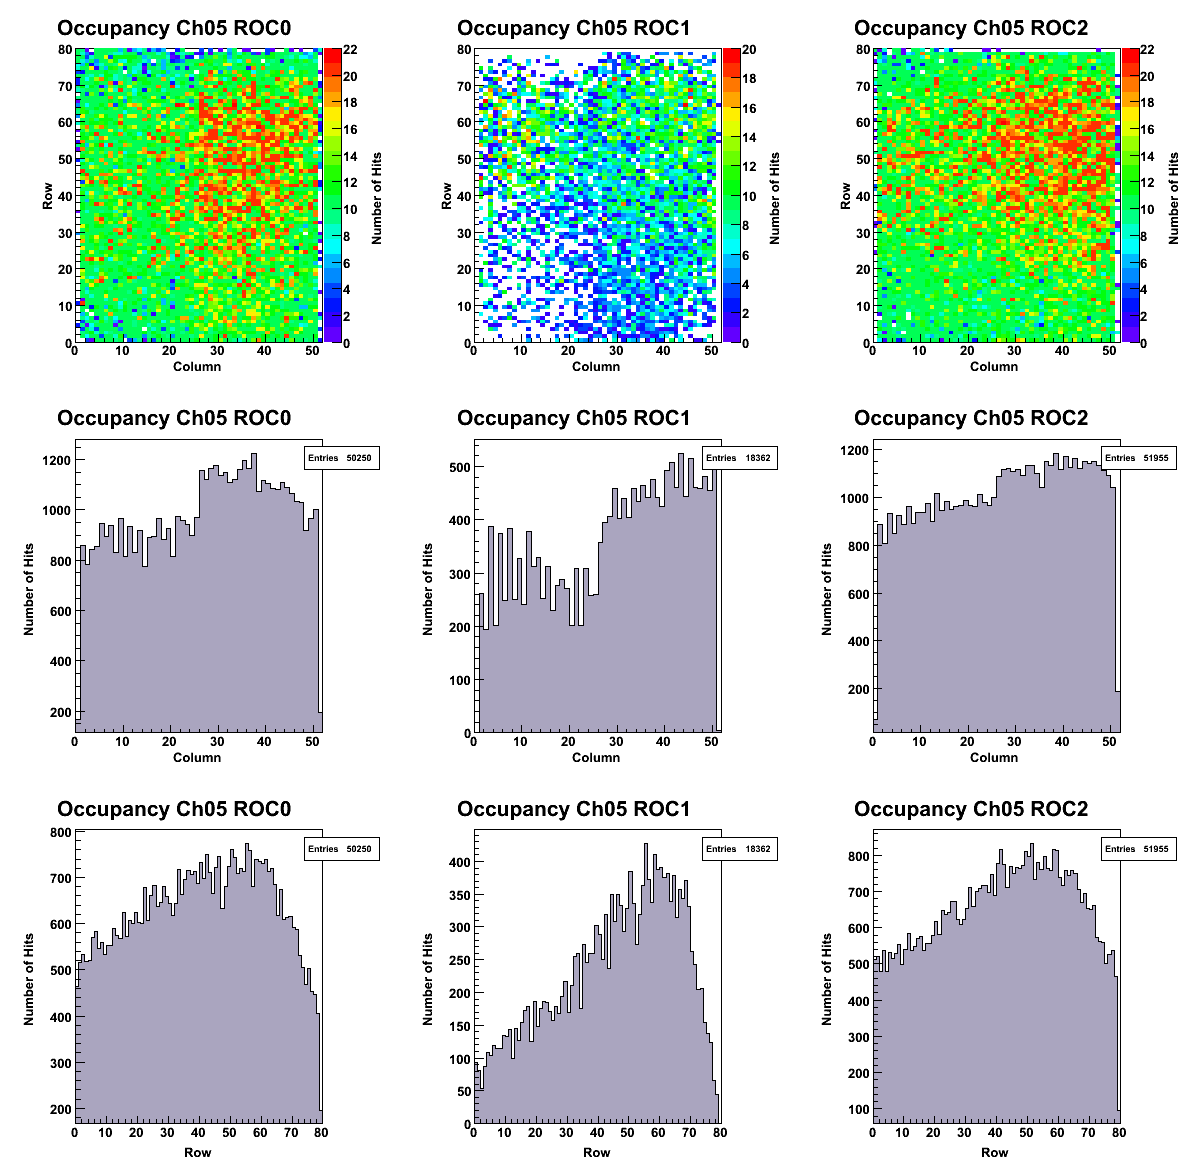 Occupancy Ch05 ROC0
Occupancy Ch05 ROC1
Occupancy Ch05 ROC2
80
70
60
50
40
30
20
10
0
Row
0 10 20 30 40 50
Column
22
20
18
16
14
12
10
8
6
4
2
0
Number of Hits
80
70
60
50
40
30
20
10
0
Row
0 10 20 30 40 50
Column
20
18
16
14
12
10
8
6
4
2
0
Number of Hits
80
70
60
50
40
30
20
10
0
Row
0 10 20 30 40 50
Column
22
20
18
16
14
12
10
8
6
4
2
0
Number of Hits
Occupancy Ch05 ROC0
Occupancy Ch05 ROC1
Occupancy Ch05 ROC2
Entries 50250
1200
1000
800
600
400
200
Number of Hits
0 10 20 30 40 50
Column
Entries 18362
500
400
300
200
100
0
Number of Hits
0 10 20 30 40 50
Column
Entries 51955
1200
1000
800
600
400
200
Number of Hits
0 10 20 30 40 50
Column
Occupancy Ch05 ROC0
Occupancy Ch05 ROC1
Occupancy Ch05 ROC2
Entries 50250
800
700
600
500
400
300
200
Number of Hits
0 10 20 30 40 50 60 70 80
Row
Entries 18362
400
350
300
250
200
150
100
50
0
Number of Hits
0 10 20 30 40 50 60 70 80
Row
Entries 51955
800
700
600
500
400
300
200
100
Number of Hits
0 10 20 30 40 50 60 70 80
Row